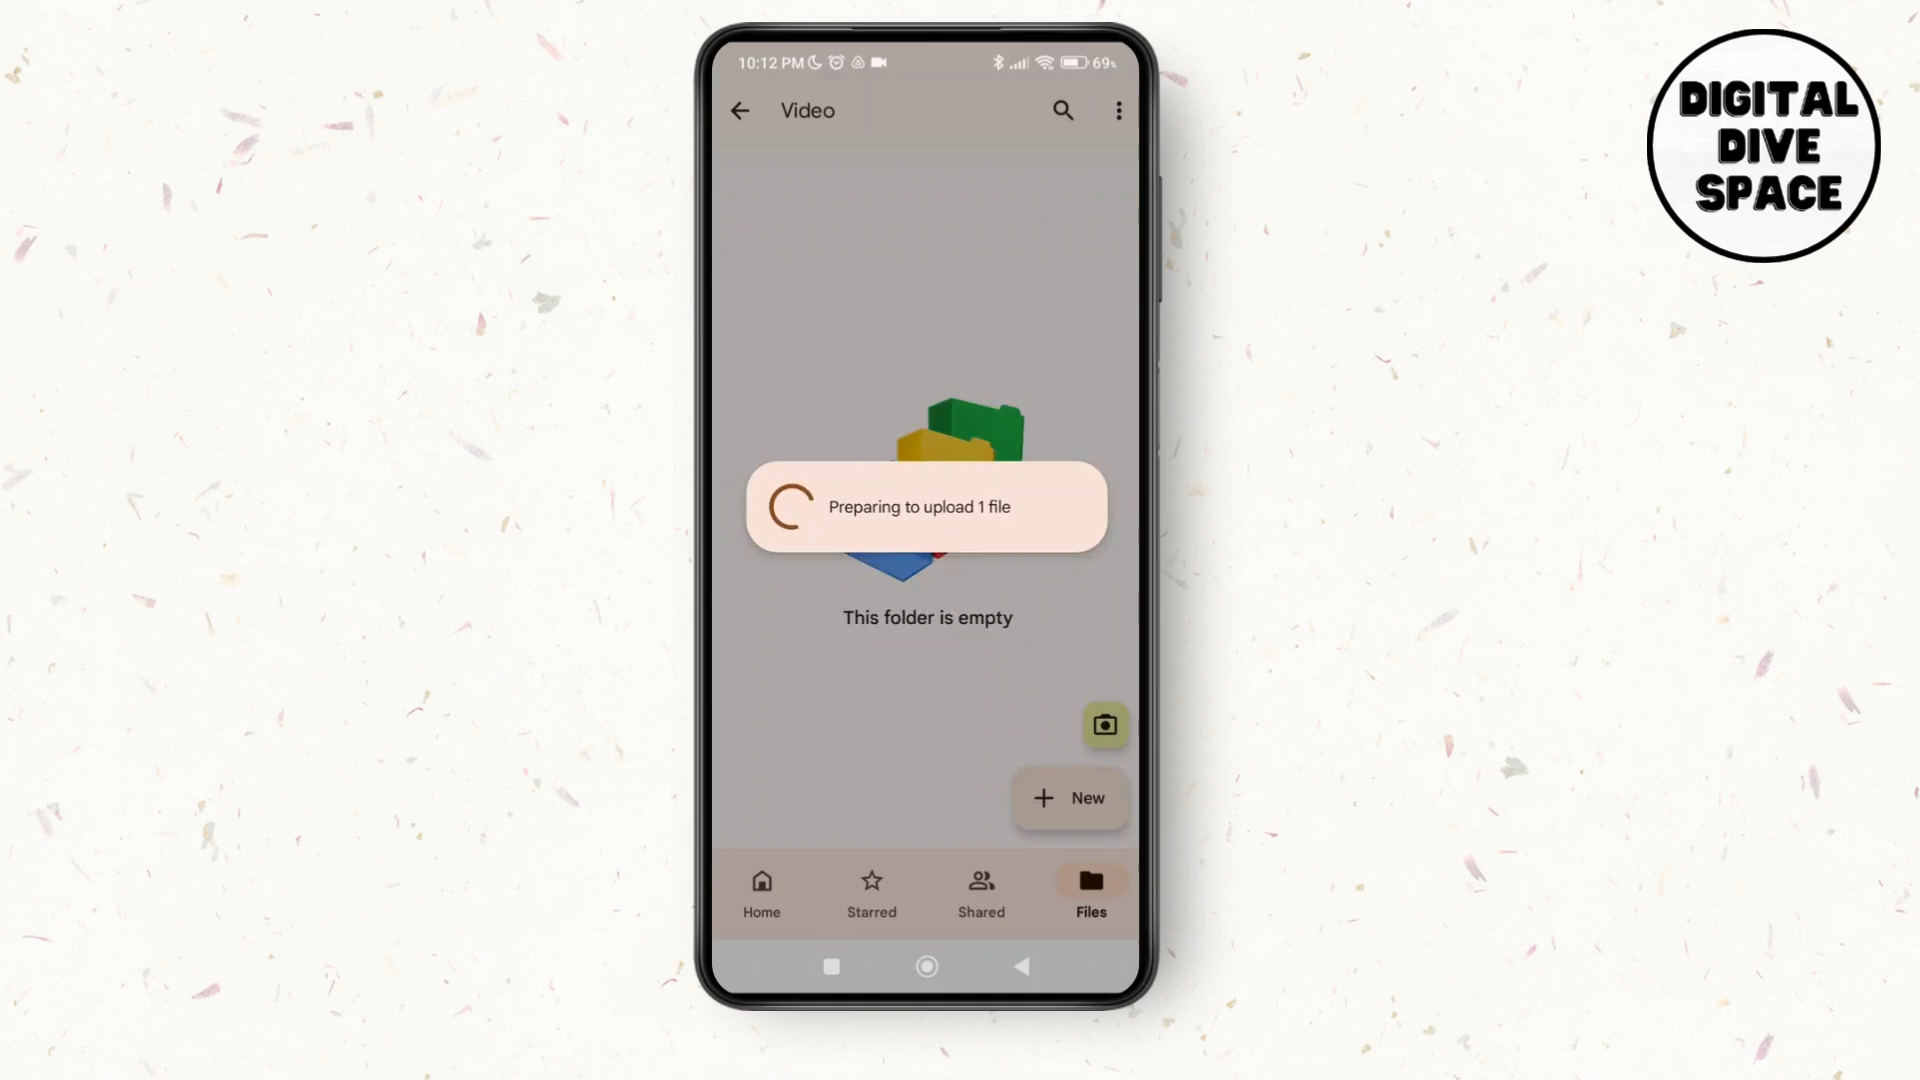 DIGITAL
DIVE
SPACE
10:12 PM
69%
Video
Preparing to upload 1 file
This folder is empty
New
Home
Starred
Shared
Files